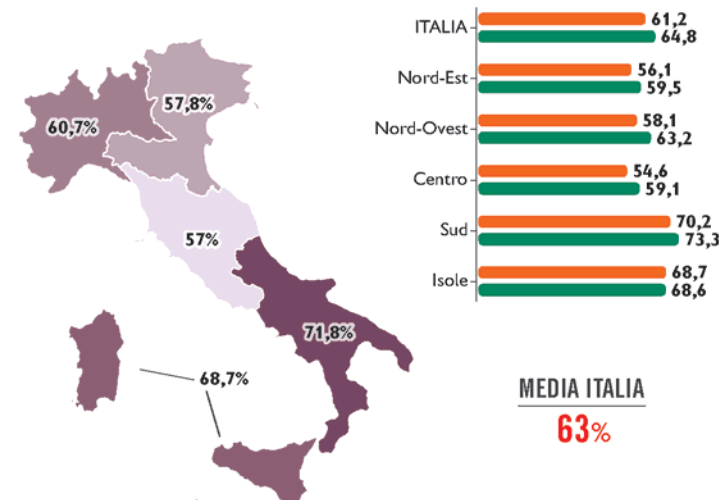 60,7%
57,8%
57%
71,8%
68,7%
ITALIA 61,2
64,8
Nord-Est 56,1
59,5
Nord-Ovest 58,1
63,2
Centro 54,6
59,1
Sud 70,2
73,3
Isole 68,7
68,6
MEDIA ITALIA
63%